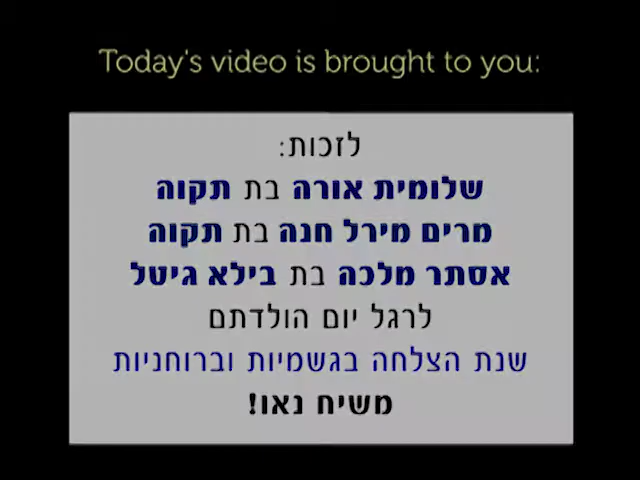 Today's video is brought to you:
לזכות:
שלומית אורה בת תקוה
מרים מירל חנה בת תקוה
אסתר מלכה בת בילא גיטל
לרגל יום הולדתם
שנת הצלחה בגשמיות וברוחניות
משיח נאו!